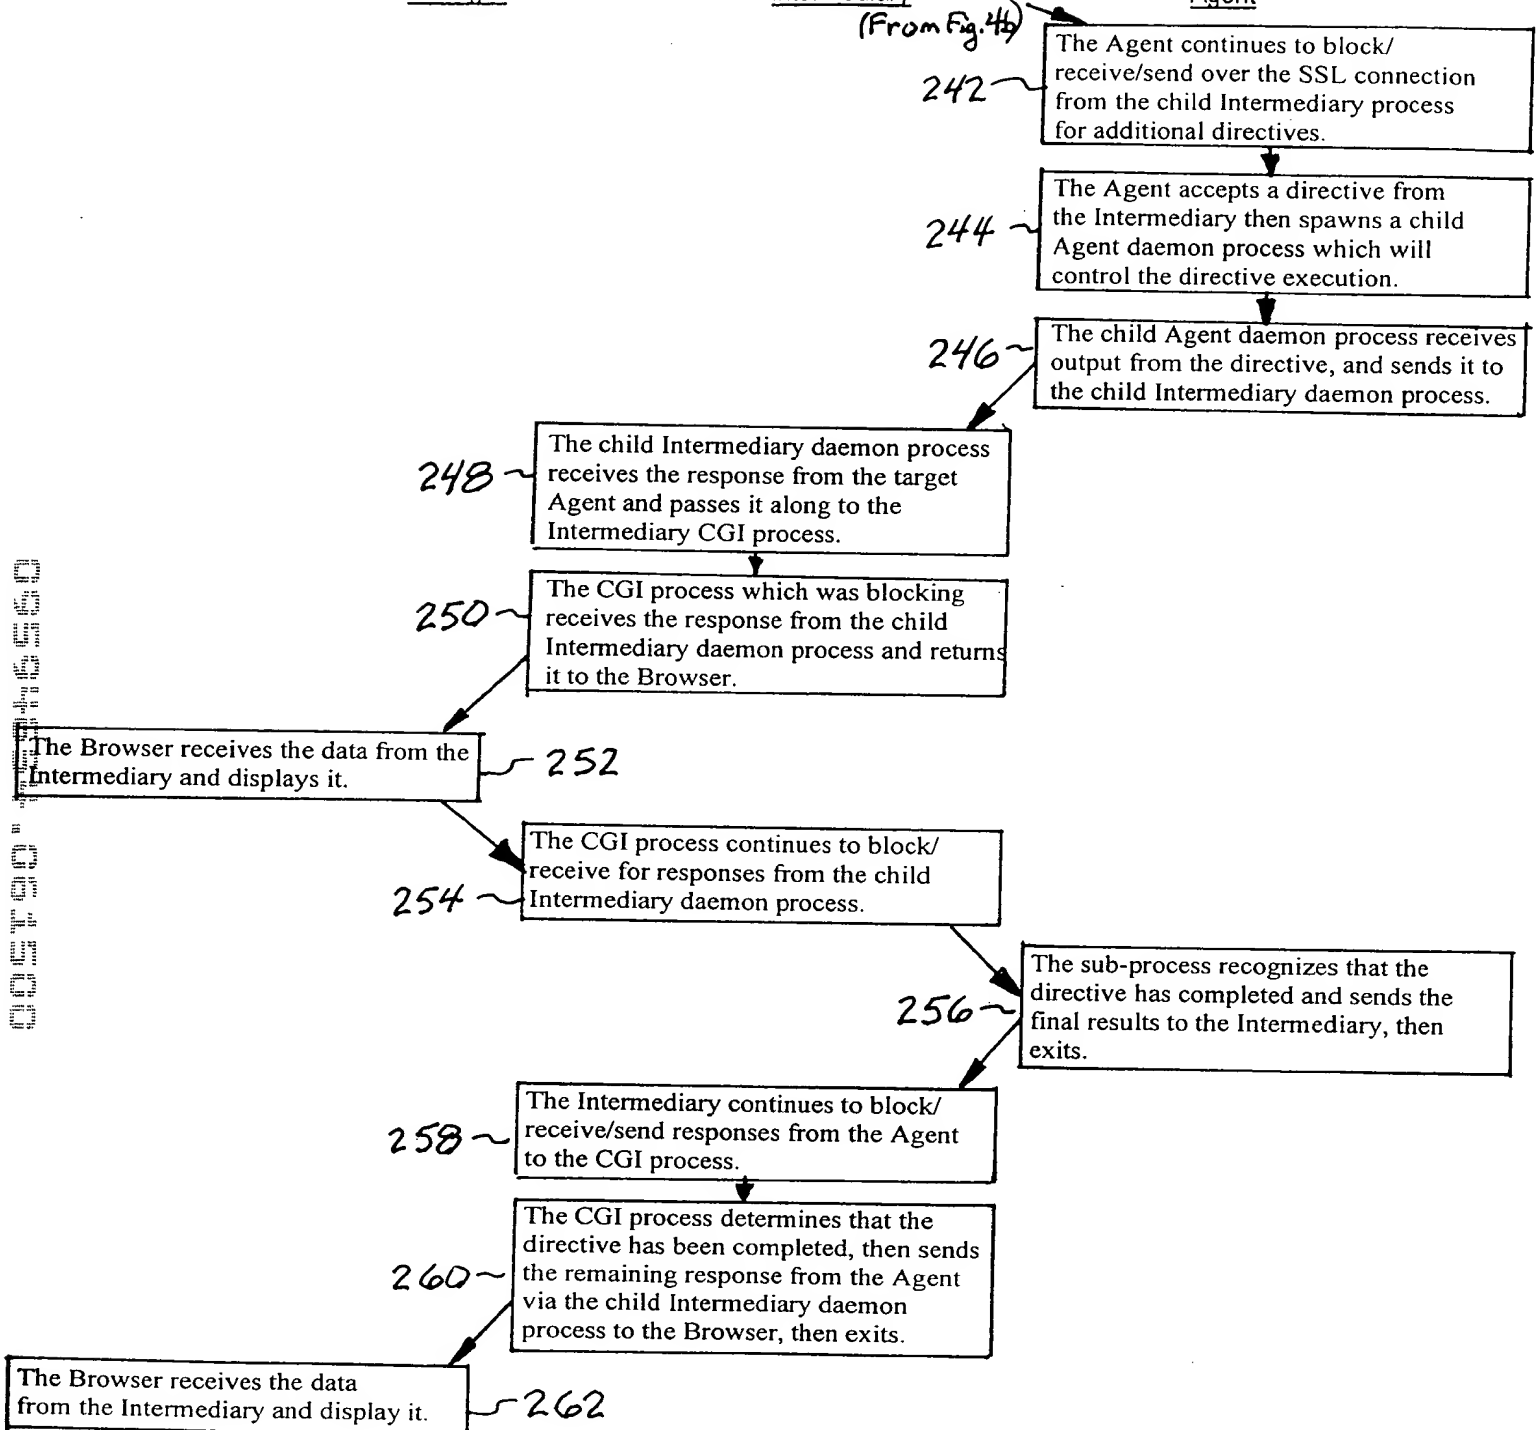 (From Fig. 4b)
Agent
The Agent continues to block/
receive/send over the SSL connection
from the child Intermediary process
for additional directives.
242
The Agent accepts a directive from
the Intermediary then spawns a child
Agent daemon process which will
control the directive execution.
244
The child Agent daemon process receives
output from the directive, and sends it to
the child Intermediary daemon process.
246
The child Intermediary daemon process
receives the response from the target
Agent and passes it along to the
Intermediary CGI process.
248
The CGI process which was blocking
receives the response from the child
Intermediary daemon process and returns
it to the Browser.
250
The Browser receives the data from the
Intermediary and displays it.
252
The CGI process continues to block/
receive for responses from the child
Intermediary daemon process.
254
The sub-process recognizes that the
directive has completed and sends the
final results to the Intermediary, then
exits.
256
The Intermediary continues to block/
receive/send responses from the Agent
to the CGI process.
258
The CGI process determines that the
directive has been completed, then sends
the remaining response from the Agent
via the child Intermediary daemon
process to the Browser, then exits.
260
The Browser receives the data
from the Intermediary and display it.
262